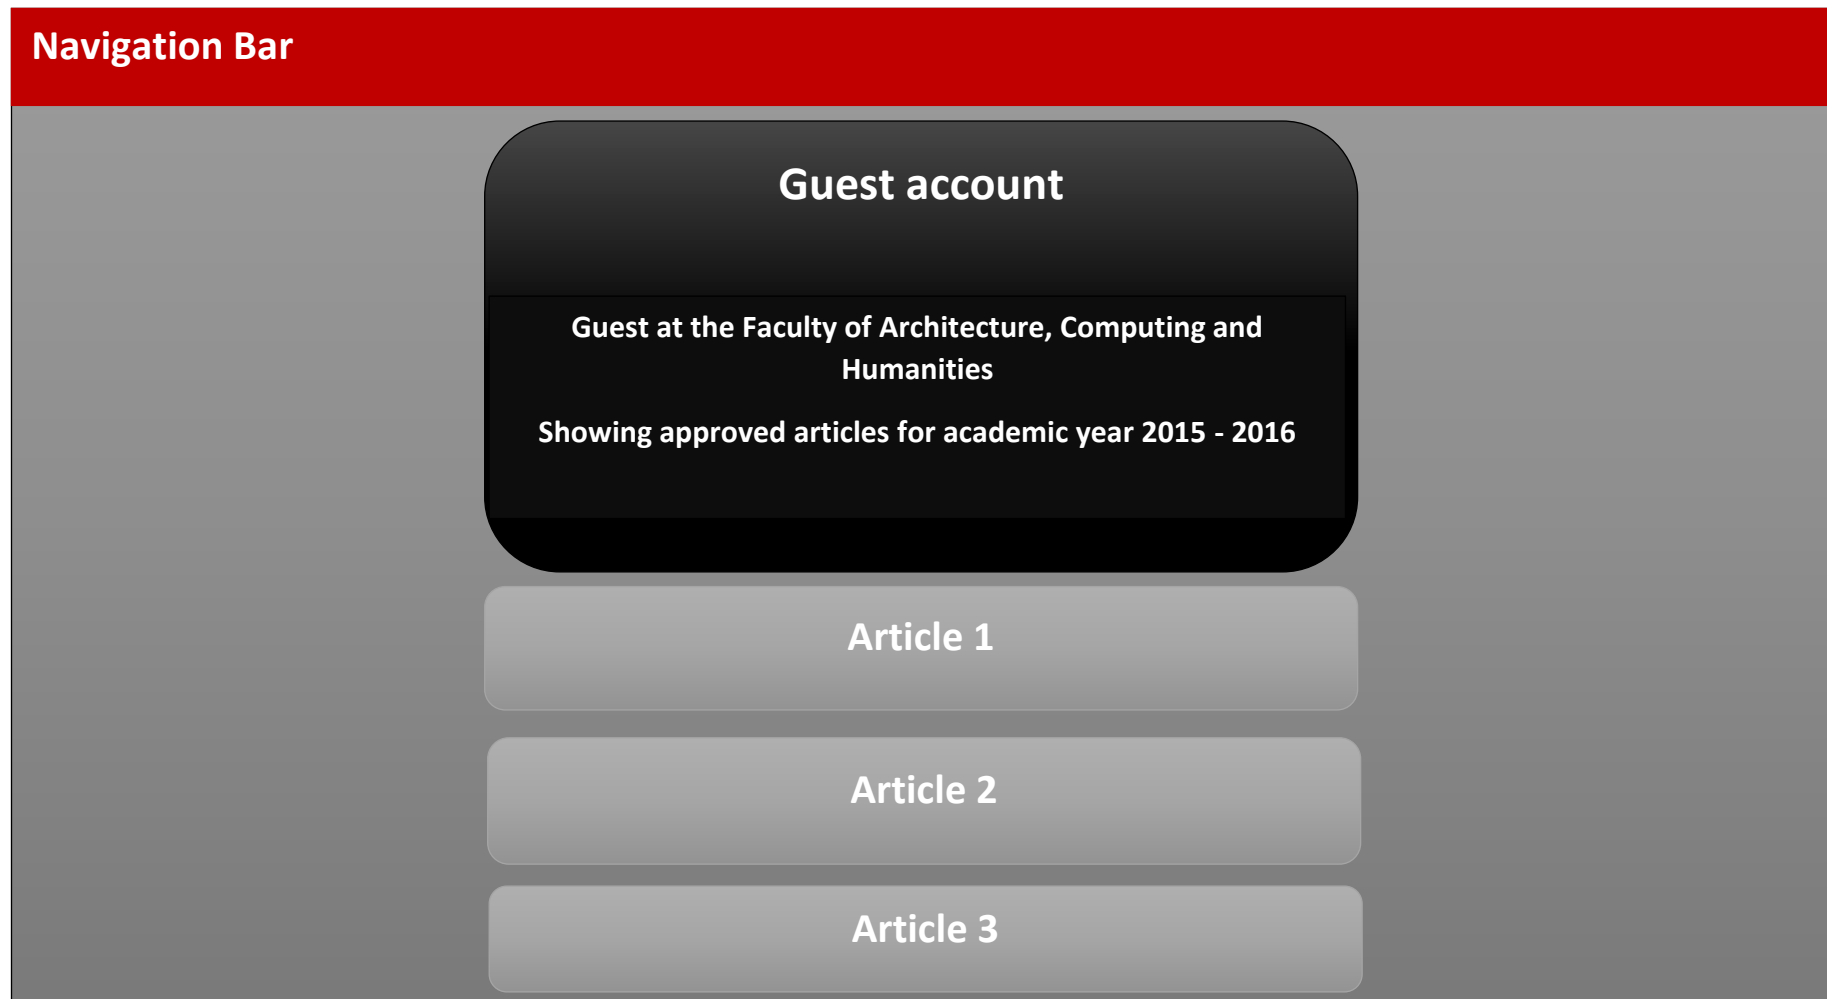 Navigation Bar
Guest account
Guest at the Faculty of Architecture, Computing and
Humanities
Showing approved articles for academic year 2015 - 2016
Article 1
Article 2
Article 3